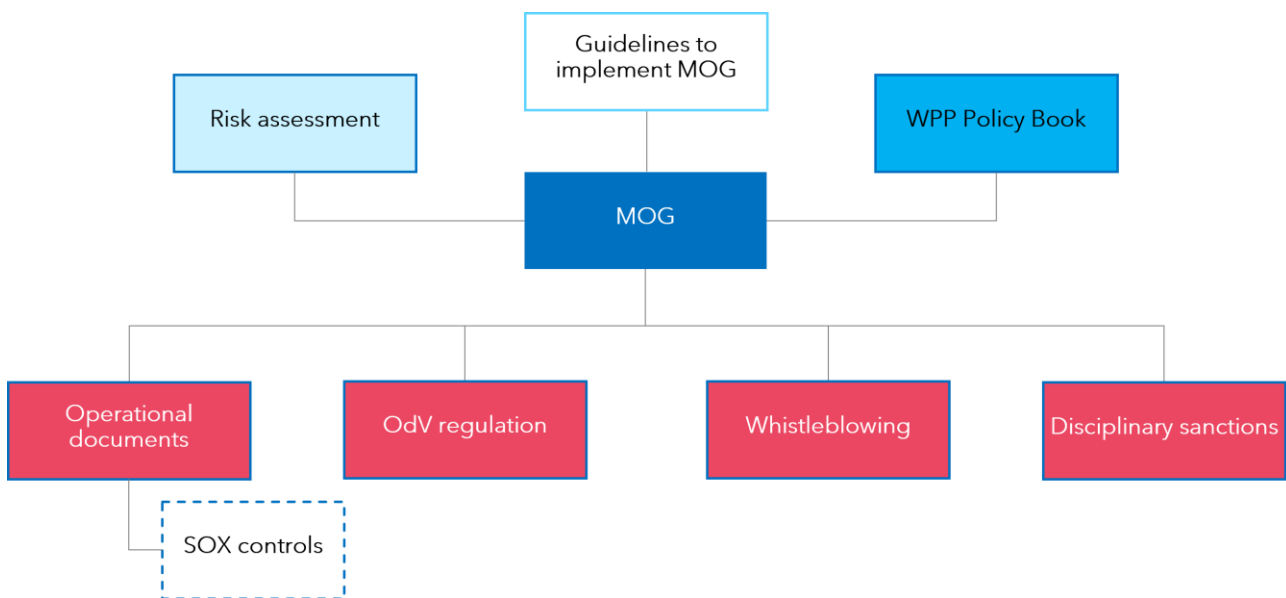 Guidelines to
implement MOG
Risk assessment
WPP Policy Book
MOG
Operational
documents
OdV regulation
Whistleblowing
Disciplinary sanctions
SOX controls